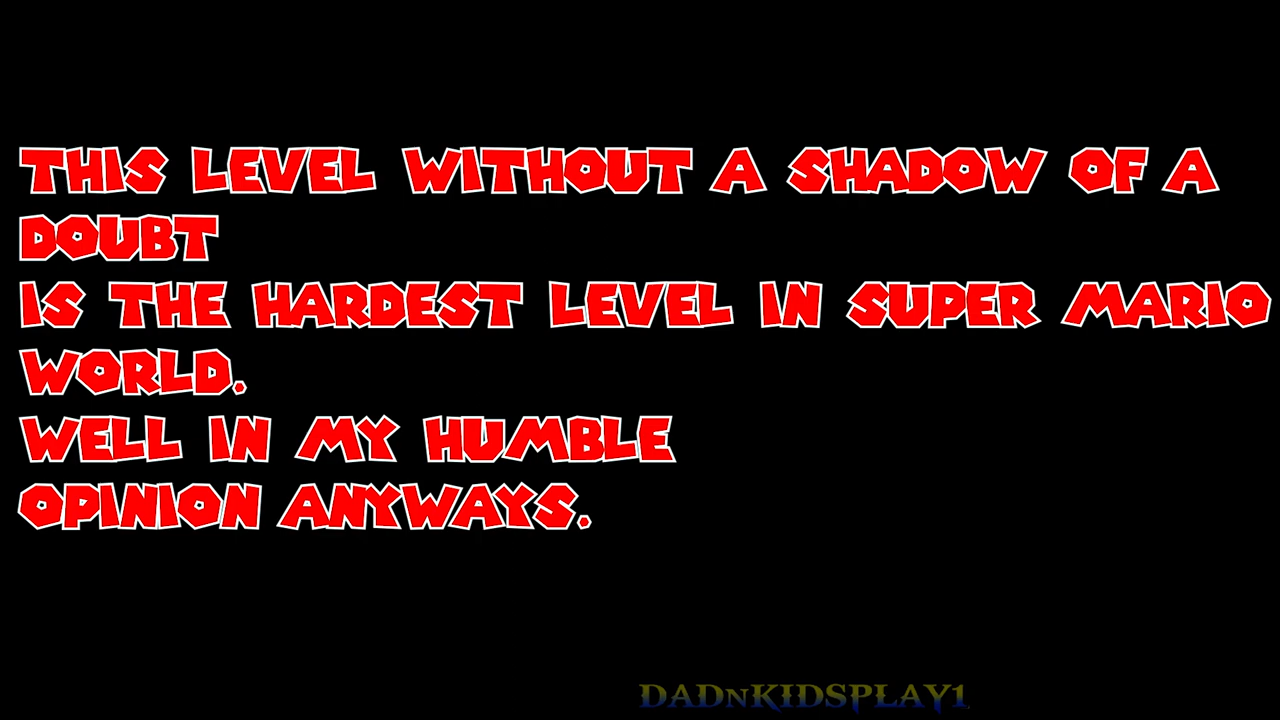 THIS LEVEL WITHOUT A SHADOW OF A
DOUBT
IS THE HARDEST LEVEL IN SUPER MARIO
WORLD.
WELL IN MY HUMBLE
OPINION ANYWAYS.
DADNKIDSPLAY1